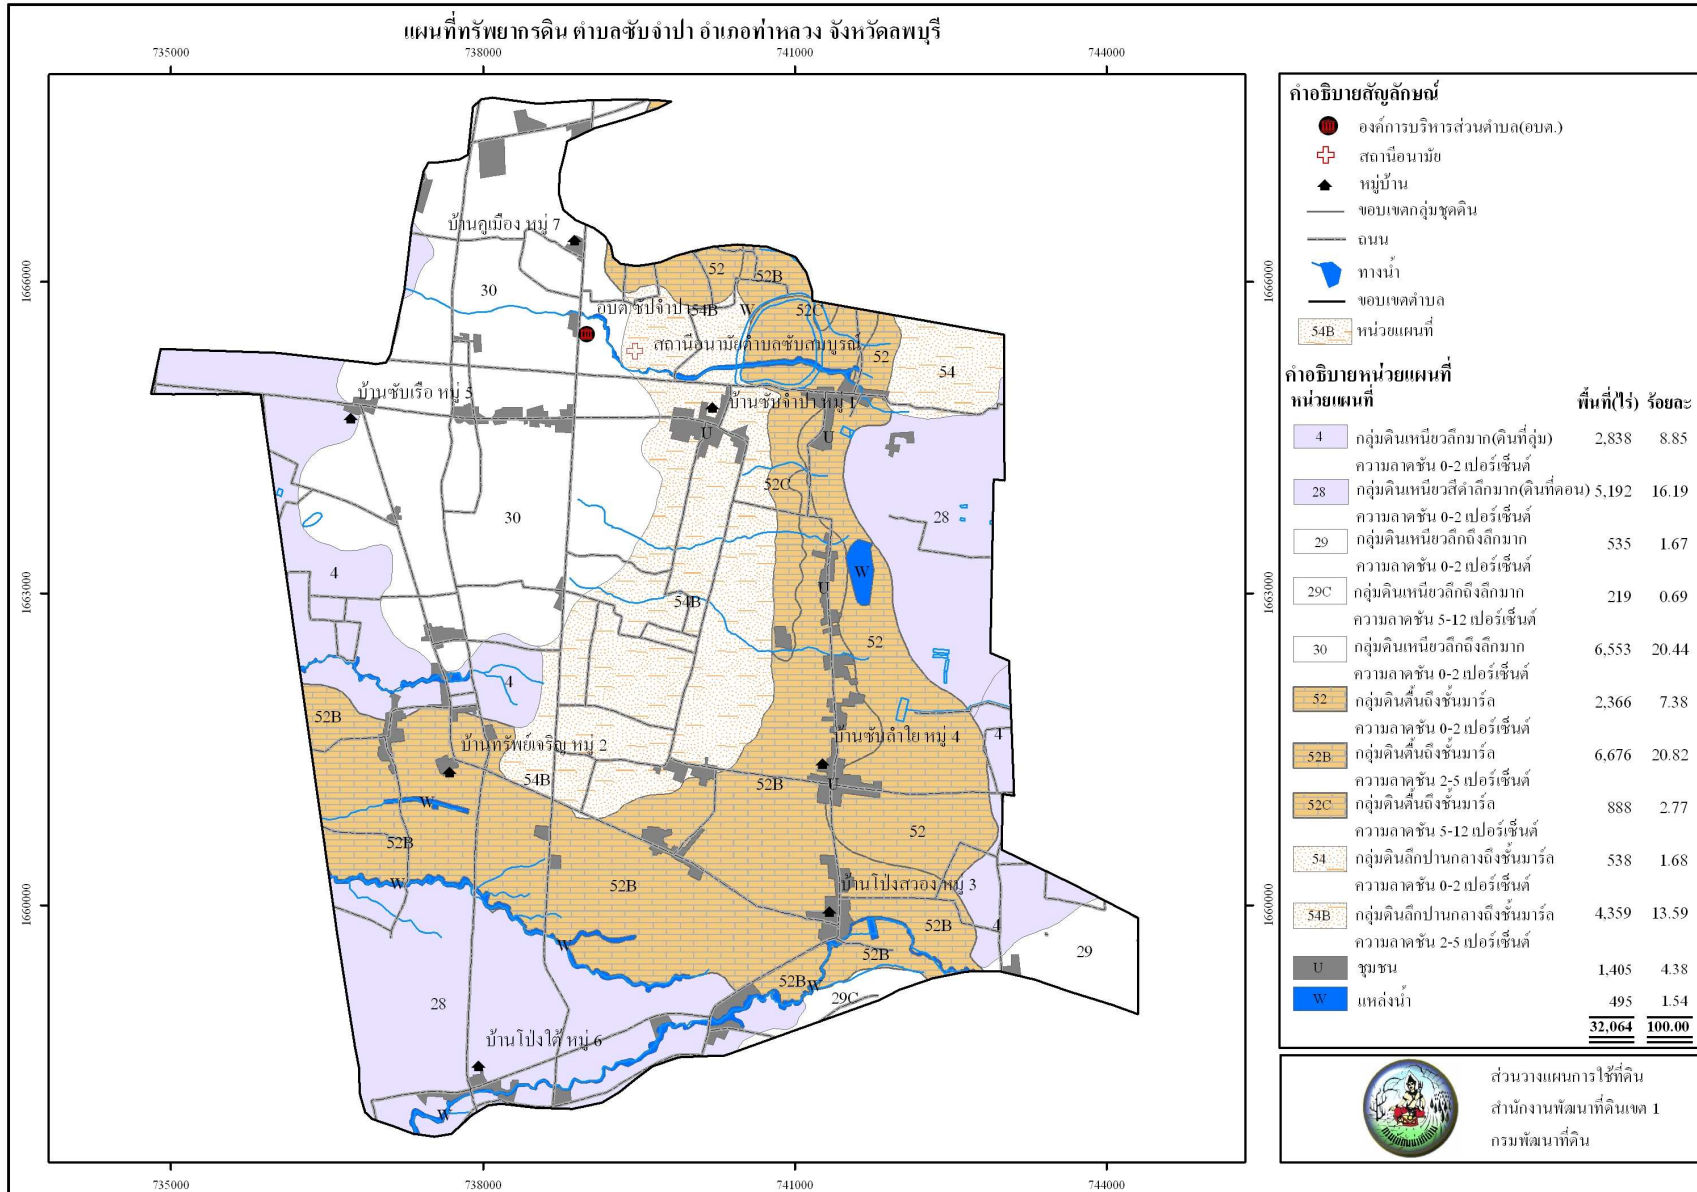 แผนที่ทรัพยากรดิน ตำบลซับจำปา อำเภอท่าหลวง จังหวัดลพบุรี
735000 738000 741000 744000
1666000 1666000
1663000 1663000
1660000 1660000
735000 738000 741000 744000
บ้านคูเมือง หมู่ 7
30
52
52B
อบต.ซับจำปา
54B
W
52C
สถานีอนามัยตำบลซับสมบูรณ์
52
54
บ้านซับเรือ หมู่ 5
บ้านซับจำปา หมู่ 1
U
U
52C
30
28
4
W
U
54B
52
4
52B
บ้านทรัพย์เจริญ หมู่ 2
บ้านซับลำใย หมู่ 4
4
54B
52B
U
W
52B
52
52B
W
บ้านโป่งสวอง หมู่ 3
52B
4
W
52B
29
52B
W
29C
28
บ้านโป่งใต้ หมู่ 6
W
คำอธิบายสัญลักษณ์
องค์การบริหารส่วนตำบล(อบต.)
สถานีอนามัย
หมู่บ้าน
ขอบเขตกลุ่มชุดดิน
ถนน
ทางน้ำ
ขอบเขตตำบล
54B หน่วยแผนที่
คำอธิบายหน่วยแผนที่
หน่วยแผนที่ พื้นที่(ไร่) ร้อยละ
4 กลุ่มดินเหนียวลึกมาก(ดินที่ลุ่ม) 2,838 8.85
ความลาดชัน 0-2 เปอร์เซ็นต์
28 กลุ่มดินเหนียวสีดำลึกมาก(ดินที่ดอน) 5,192 16.19
ความลาดชัน 0-2 เปอร์เซ็นต์
29 กลุ่มดินเหนียวลึกถึงลึกมาก 535 1.67
ความลาดชัน 0-2 เปอร์เซ็นต์
29C กลุ่มดินเหนียวลึกถึงลึกมาก 219 0.69
ความลาดชัน 5-12 เปอร์เซ็นต์
30 กลุ่มดินเหนียวลึกถึงลึกมาก 6,553 20.44
ความลาดชัน 0-2 เปอร์เซ็นต์
52 กลุ่มดินตื้นถึงชั้นมาร์ล 2,366 7.38
ความลาดชัน 0-2 เปอร์เซ็นต์
52B กลุ่มดินตื้นถึงชั้นมาร์ล 6,676 20.82
ความลาดชัน 2-5 เปอร์เซ็นต์
52C กลุ่มดินตื้นถึงชั้นมาร์ล 888 2.77
ความลาดชัน 5-12 เปอร์เซ็นต์
54 กลุ่มดินลึกปานกลางถึงชั้นมาร์ล 538 1.68
ความลาดชัน 0-2 เปอร์เซ็นต์
54B กลุ่มดินลึกปานกลางถึงชั้นมาร์ล 4,359 13.59
ความลาดชัน 2-5 เปอร์เซ็นต์
U ชุมชน 1,405 4.38
W แหล่งน้ำ 495 1.54
32,064 100.00
ส่วนวางแผนการใช้ที่ดิน
สำนักงานพัฒนาที่ดินเขต 1
กรมพัฒนาที่ดิน